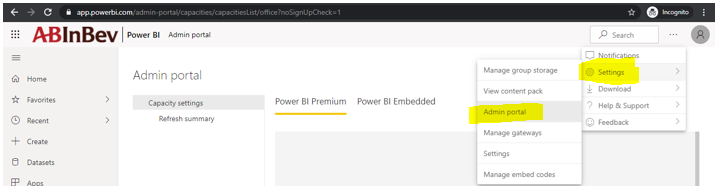 app.powerbi.com/admin-portal/capacities/capacitiesList/office?noSignUpCheck=1
Incognito
ABInBev Power BI Admin portal
Search
Notifications
Settings
Download
Help & Support
Feedback
Manage group storage
View content pack
Admin portal
Manage gateways
Settings
Manage embed codes
Home
Favorites
Recent
Create
Datasets
Apps
Admin portal
Capacity settings
Refresh summary
Power BI Premium
Power BI Embedded